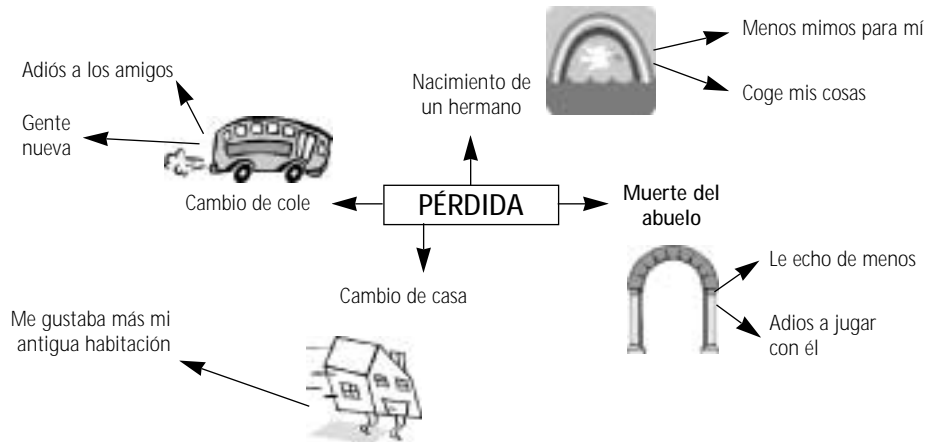 Menos mimos para mí
Adiós a los amigos
Nacimiento de
un hermano
Coge mis cosas
Gente
nueva
Cambio de cole
PÉRDIDA
Muerte del
abuelo
Le echo de menos
Cambio de casa
Adios a jugar
con él
Me gustaba más mi
antigua habitación